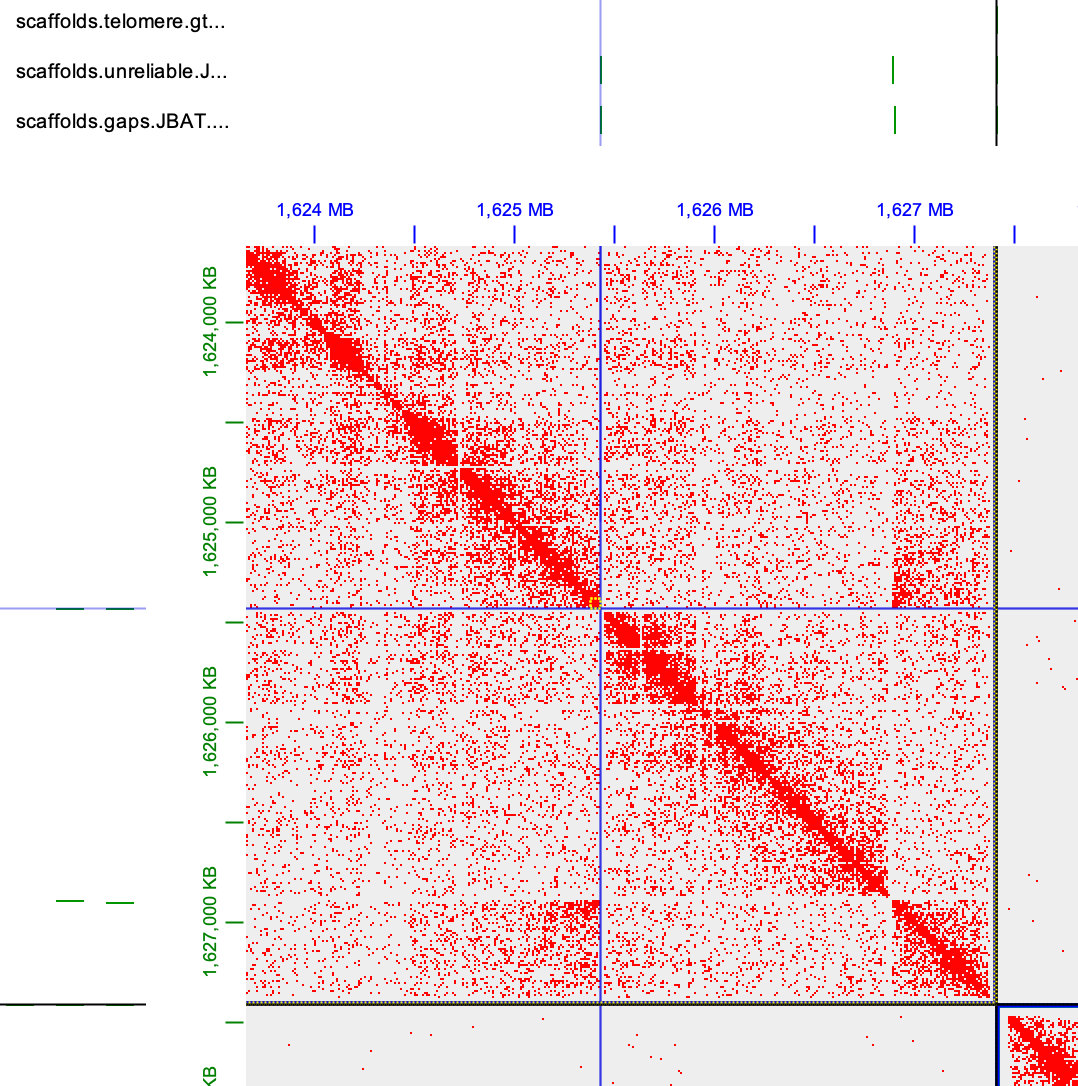 scaffolds.telomere.gt...
scaffolds.unreliable.J...
scaffolds.gaps.JBAT....
1,624 MB 1,625 MB 1,626 MB 1,627 MB
1,624,000 KB
1,625,000 KB
1,626,000 KB
1,627,000 KB
KB